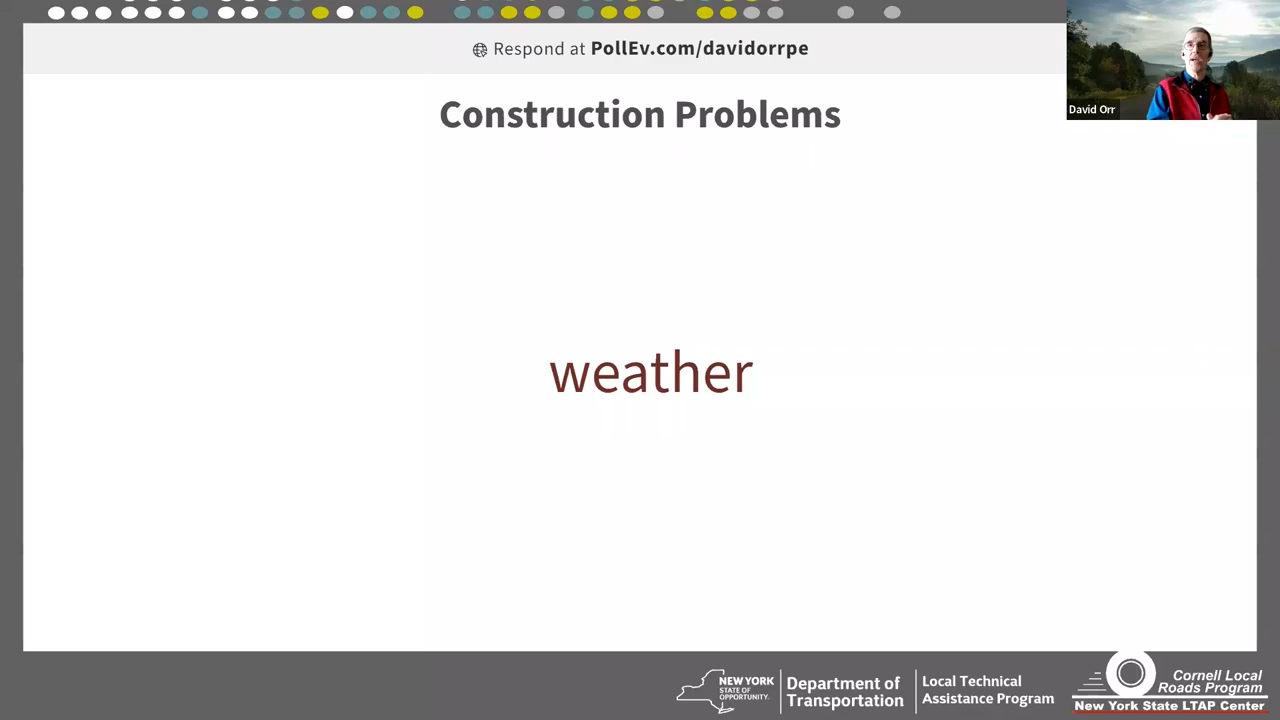 Respond at PollEv.com/davidorrpe
Construction Problems
David Orr
weather
NEW YORK
STATE OF
OPPORTUNITY.
Department of
Transportation
Local Technical
Assistance Program
Cornell Local
Roads Program
New York State LTAP Center